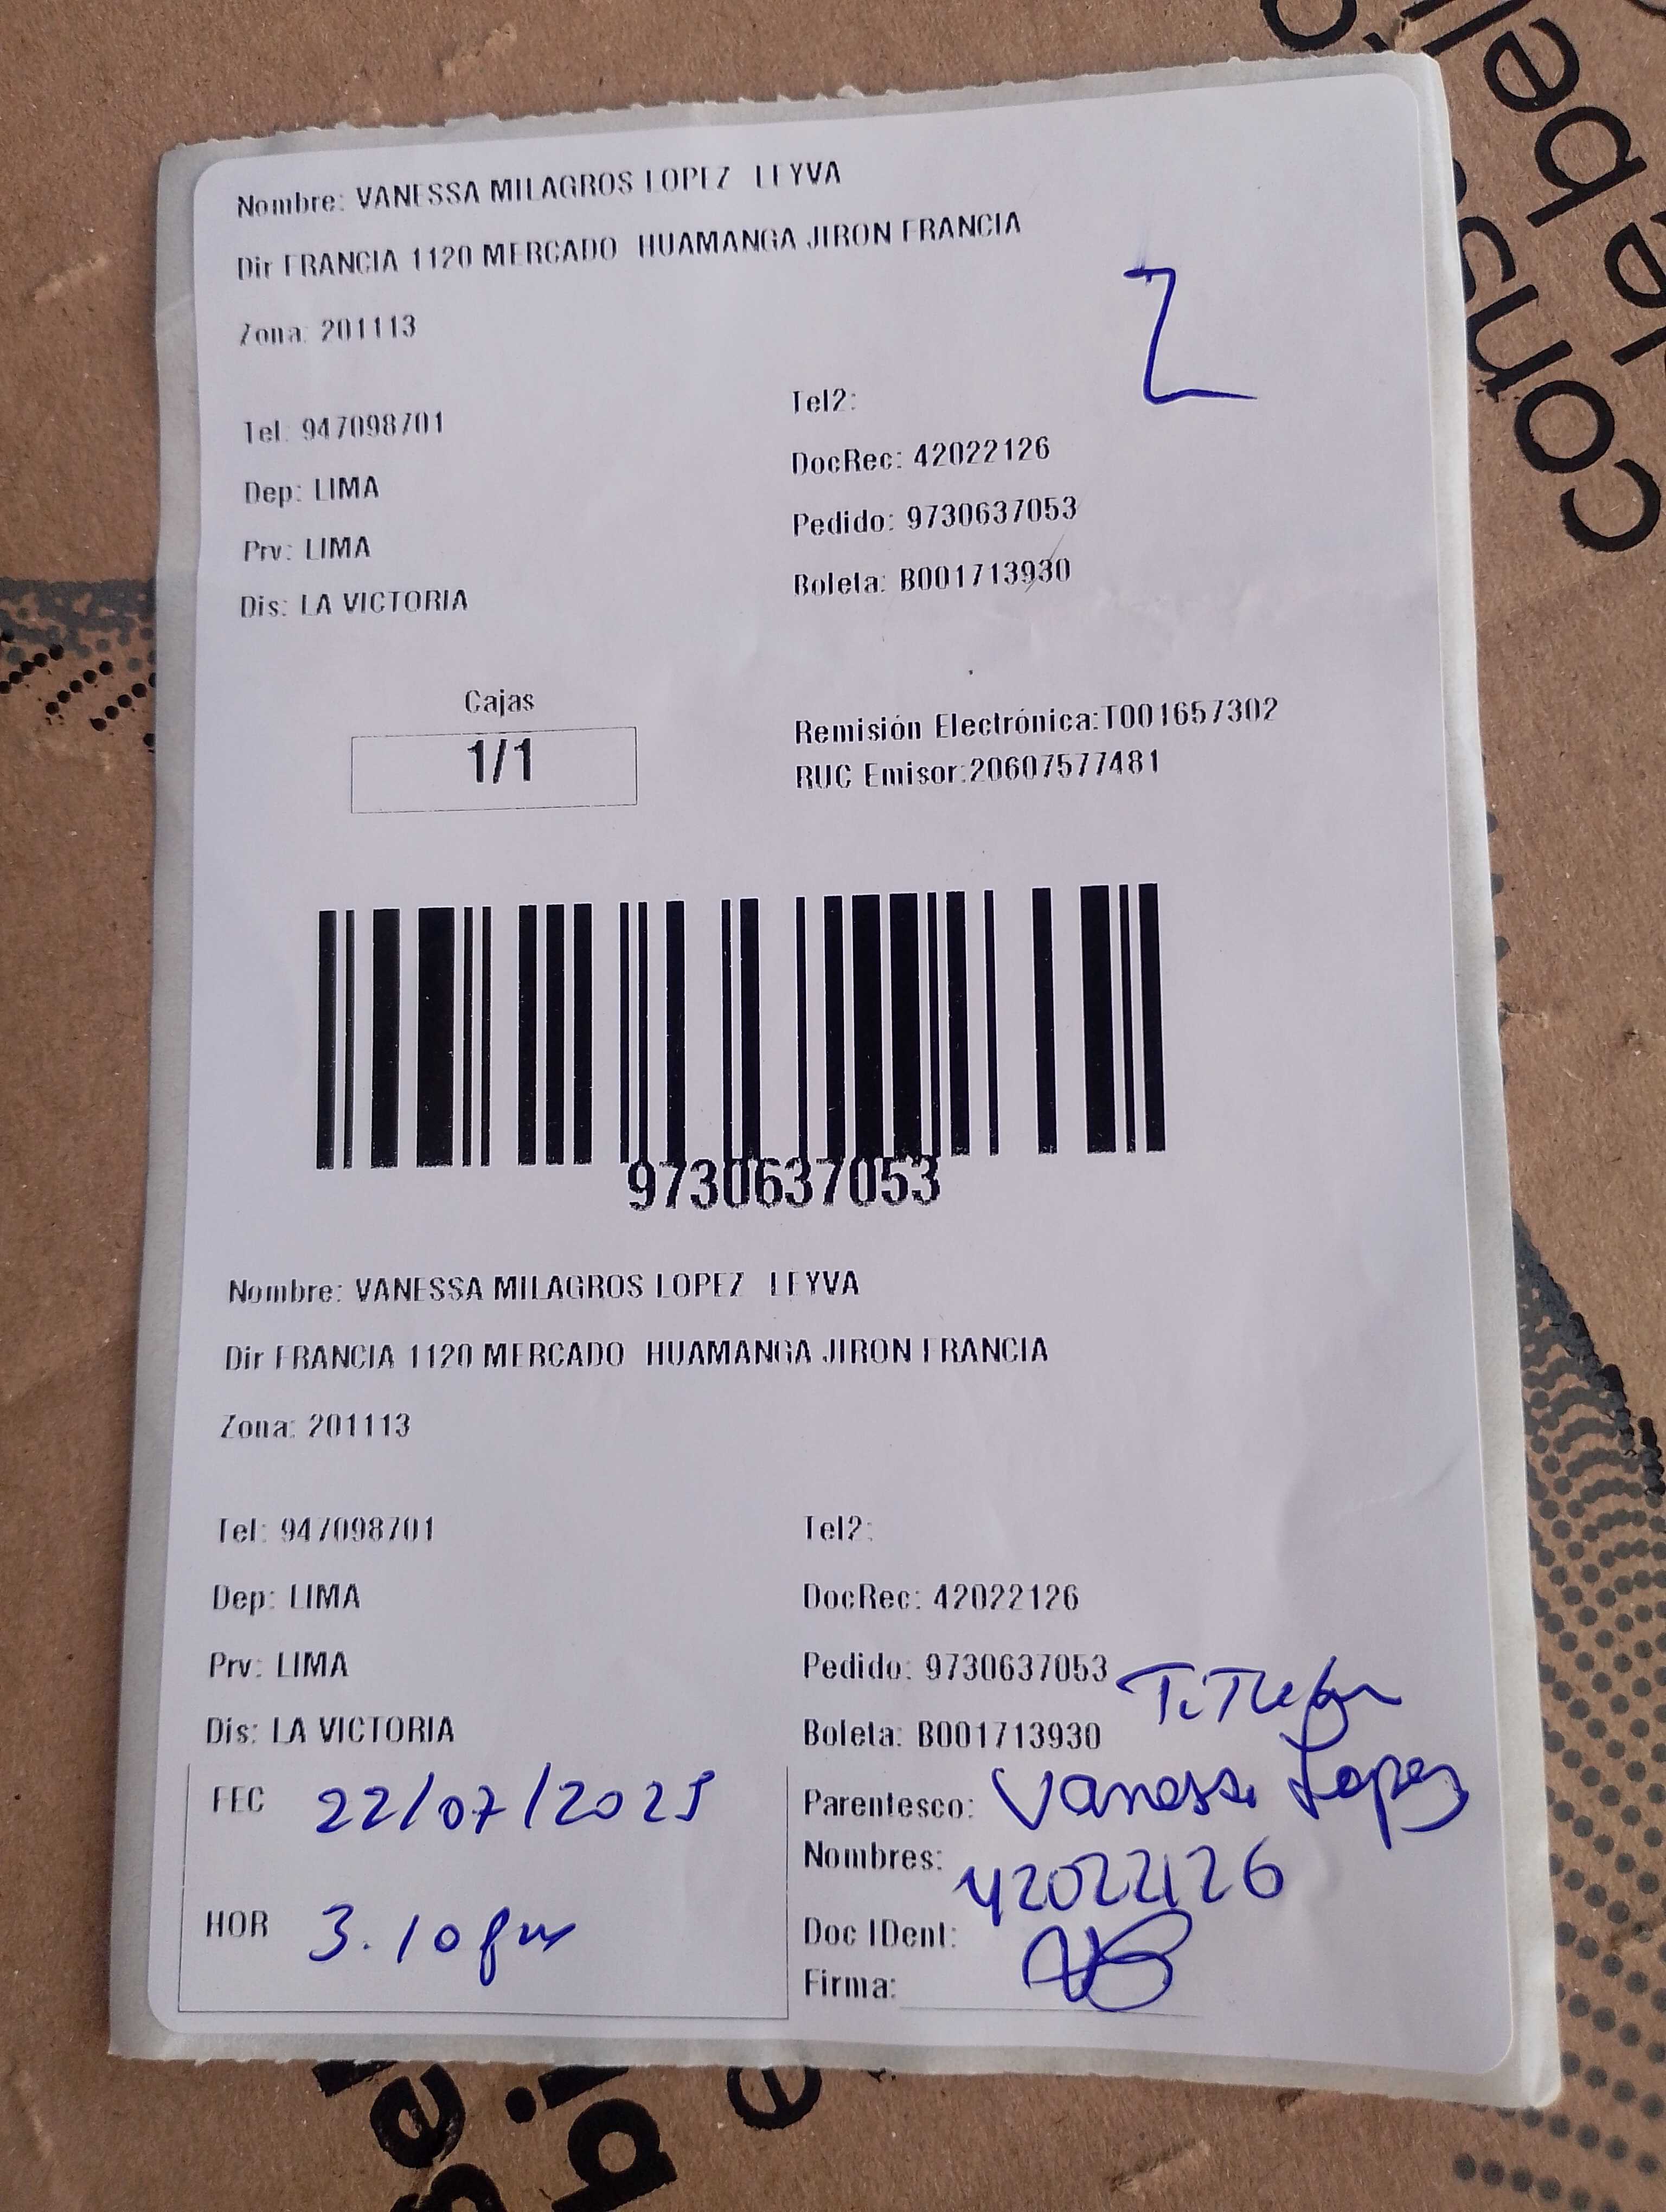 Nombre: VANESSA MILAGROS LOPEZ LEYVA
Dir FRANCIA 1120 MERCADO HUAMANGA JIRON FRANCIA
Zona: 201113
Tel: 947098701
Tel2:
Dep: LIMA
DocRec: 42022126
Prv: LIMA
Pedido: 9730637053
Dis: LA VICTORIA
Boleta: B001713930
Cajas
1/1
Remisión Electrónica:T001657302
RUC Emisor:20607577481
9730637053
Nombre: VANESSA MILAGROS LOPEZ LEYVA
Dir FRANCIA 1120 MERCADO HUAMANGA JIRON FRANCIA
Zona: 201113
Tel: 947098701
Tel2:
Dep: LIMA
DocRec: 42022126
Prv: LIMA
Pedido: 9730637053
Dis: LA VICTORIA
Boleta: B001713930
FEC 22/07/2025
Parentesco: Vanessa Lopez
Nombres: 42022126
HOR 3.10 pm
Doc IDent:
Firma: